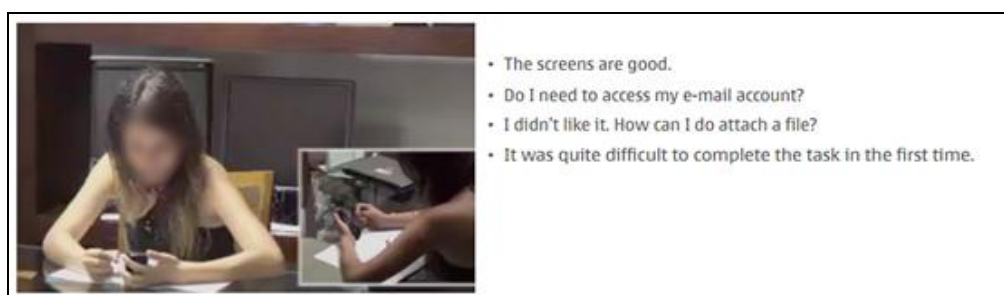 • The screens are good.
• Do I need to access my e-mail account?
• I didn't like it. How can I do attach a file?
• It was quite difficult to complete the task in the first time.